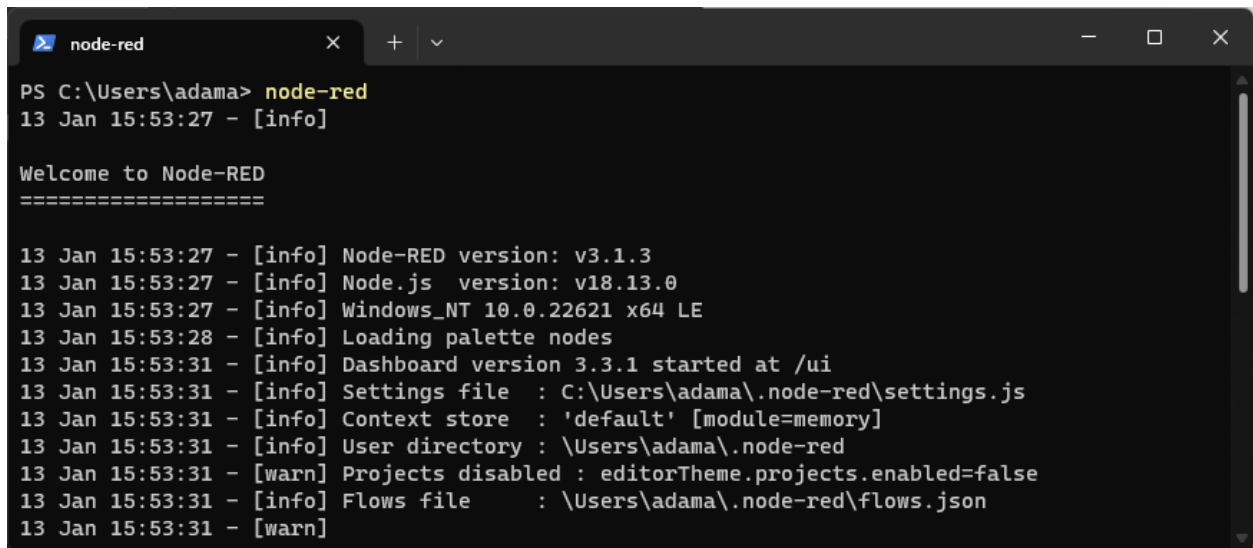 node-red
PS C:\Users\adama> node-red
13 Jan 15:53:27 - [info]
Welcome to Node-RED
===================
13 Jan 15:53:27 - [info] Node-RED version: v3.1.3
13 Jan 15:53:27 - [info] Node.js  version: v18.13.0
13 Jan 15:53:27 - [info] Windows_NT 10.0.22621 x64 LE
13 Jan 15:53:28 - [info] Loading palette nodes
13 Jan 15:53:31 - [info] Dashboard version 3.3.1 started at /ui
13 Jan 15:53:31 - [info] Settings file  : C:\Users\adama\.node-red\settings.js
13 Jan 15:53:31 - [info] Context store  : 'default' [module=memory]
13 Jan 15:53:31 - [info] User directory : \Users\adama\.node-red
13 Jan 15:53:31 - [warn] Projects disabled : editorTheme.projects.enabled=false
13 Jan 15:53:31 - [info] Flows file     : \Users\adama\.node-red\flows.json
13 Jan 15:53:31 - [warn]